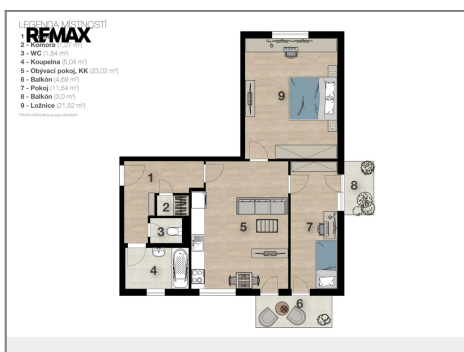 LEGENDA MÍSTNOSTÍ
RE/MAX
1 -
2 - Komora (1,27 m²)
3 - WC (1,54 m²)
4 - Koupelna (5,04 m²)
5 - Obývací pokoj, KK (23,02 m²)
6 - Balkón (4,69 m²)
7 - Pokoj (11,54 m²)
8 - Balkón (3,0 m²)
9 - Ložnice (21,52 m²)
9
1
2
8
3
5
7
4
6